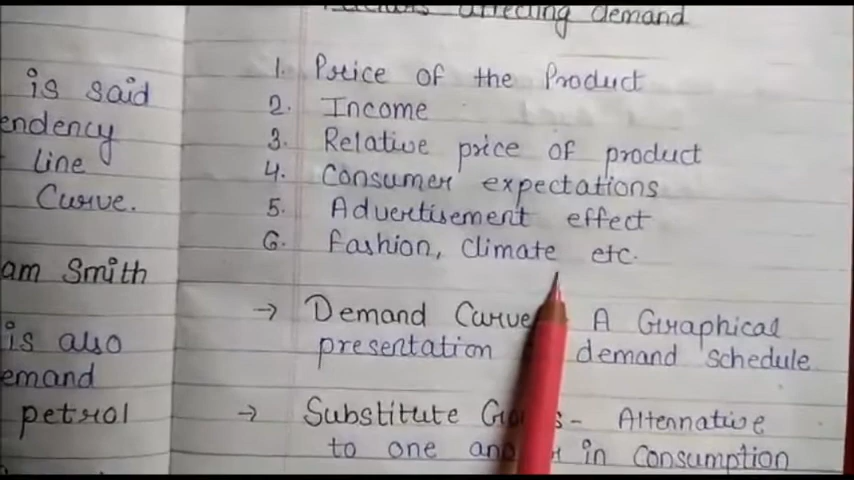 is said
endency
line
Curve.
am Smith
is also
emand
petrol
affecting demand
1. Price of the Product
2. Income
3. Relative price of product
4. Consumer expectations
5. Advertisement effect
6. Fashion, climate etc.
→ Demand Curve A Graphical
presentation demand schedule
→ Substitute - Alternative
to one in Consumption